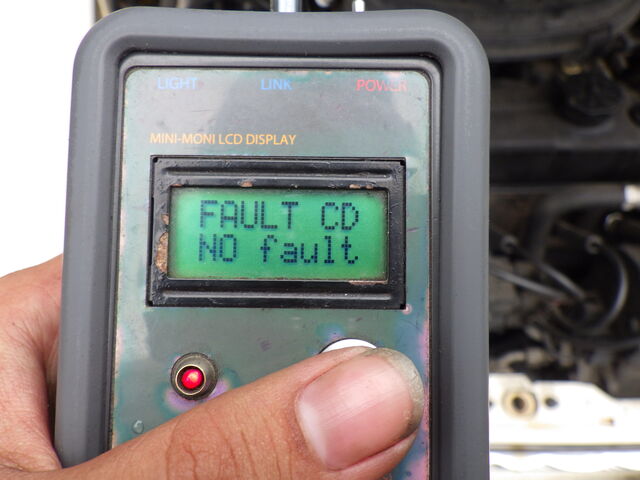 LIGHT LINK POWER
MINI-MONI LCD DISPLAY
FAULT CD
NO fault